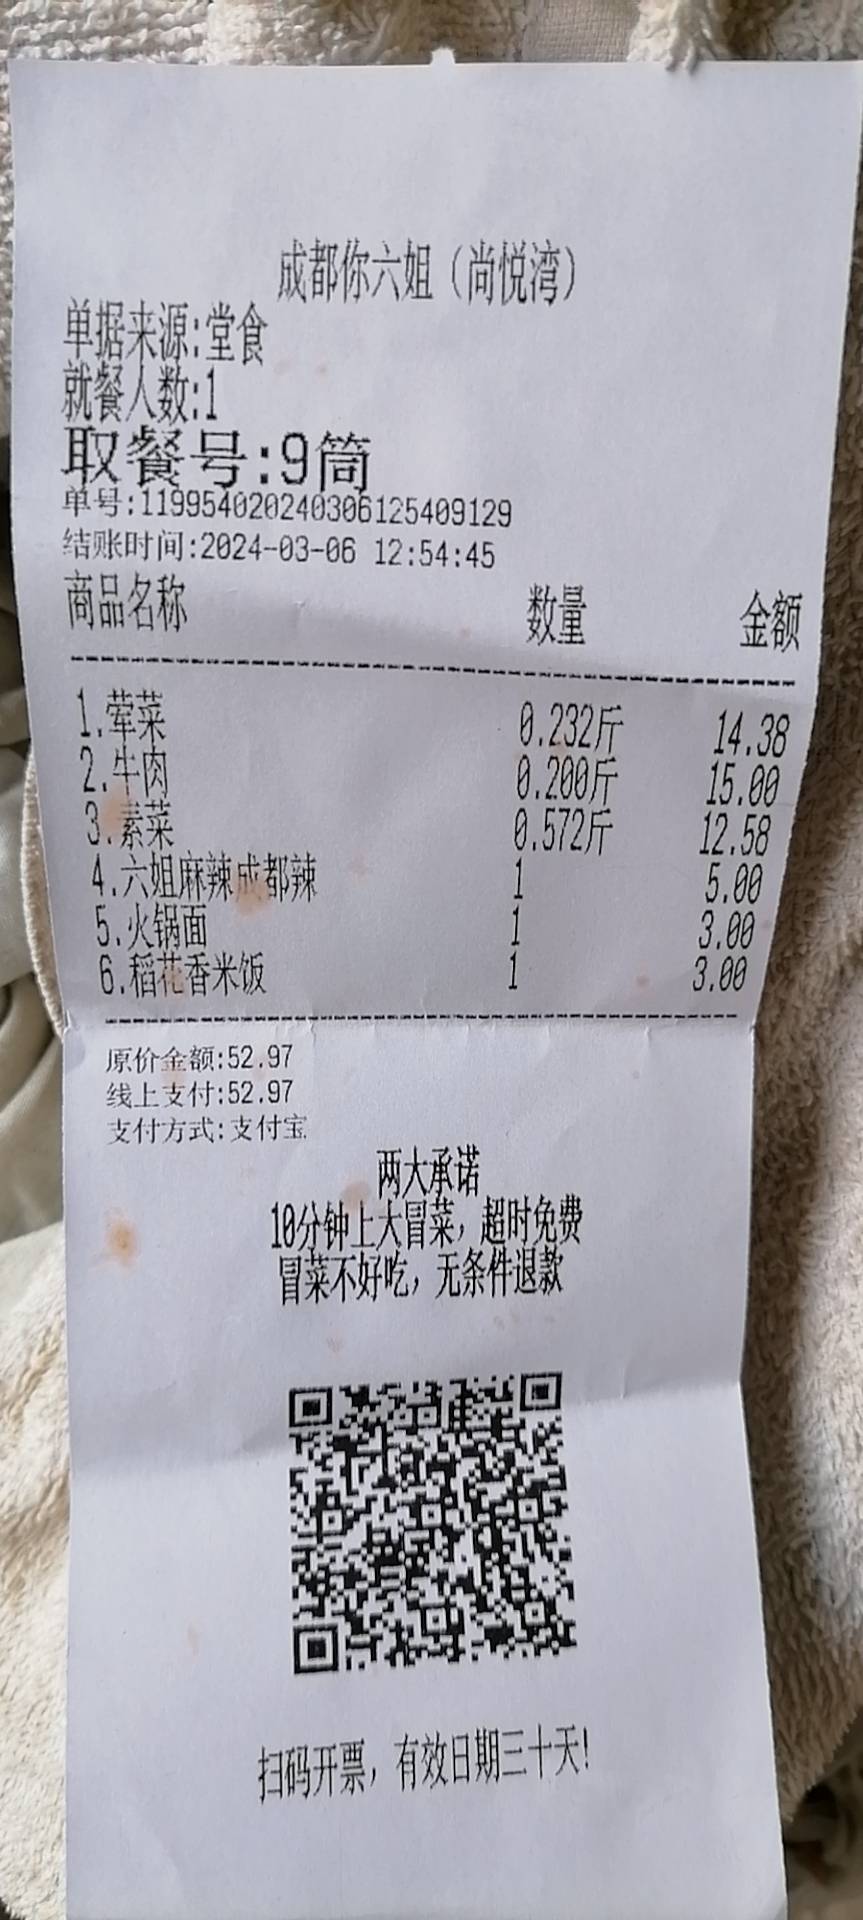 成都你六姐（尚悦湾）
单据来源:堂食
就餐人数:1
取餐号:9筒
单号:119954020240306125409129
结账时间:2024-03-06 12:54:45
商品名称 数量 金额
1.荤菜 0.232斤 14.38
2.牛肉 0.200斤 15.00
3.素菜 0.572斤 12.58
4.六姐麻辣成都辣 1 5.00
5.火锅面 1 3.00
6.稻花香米饭 1 3.00
原价金额:52.97
线上支付:52.97
支付方式:支付宝
两大承诺
10分钟上大冒菜，超时免费
冒菜不好吃，无条件退款
扫码开票，有效日期三十天!